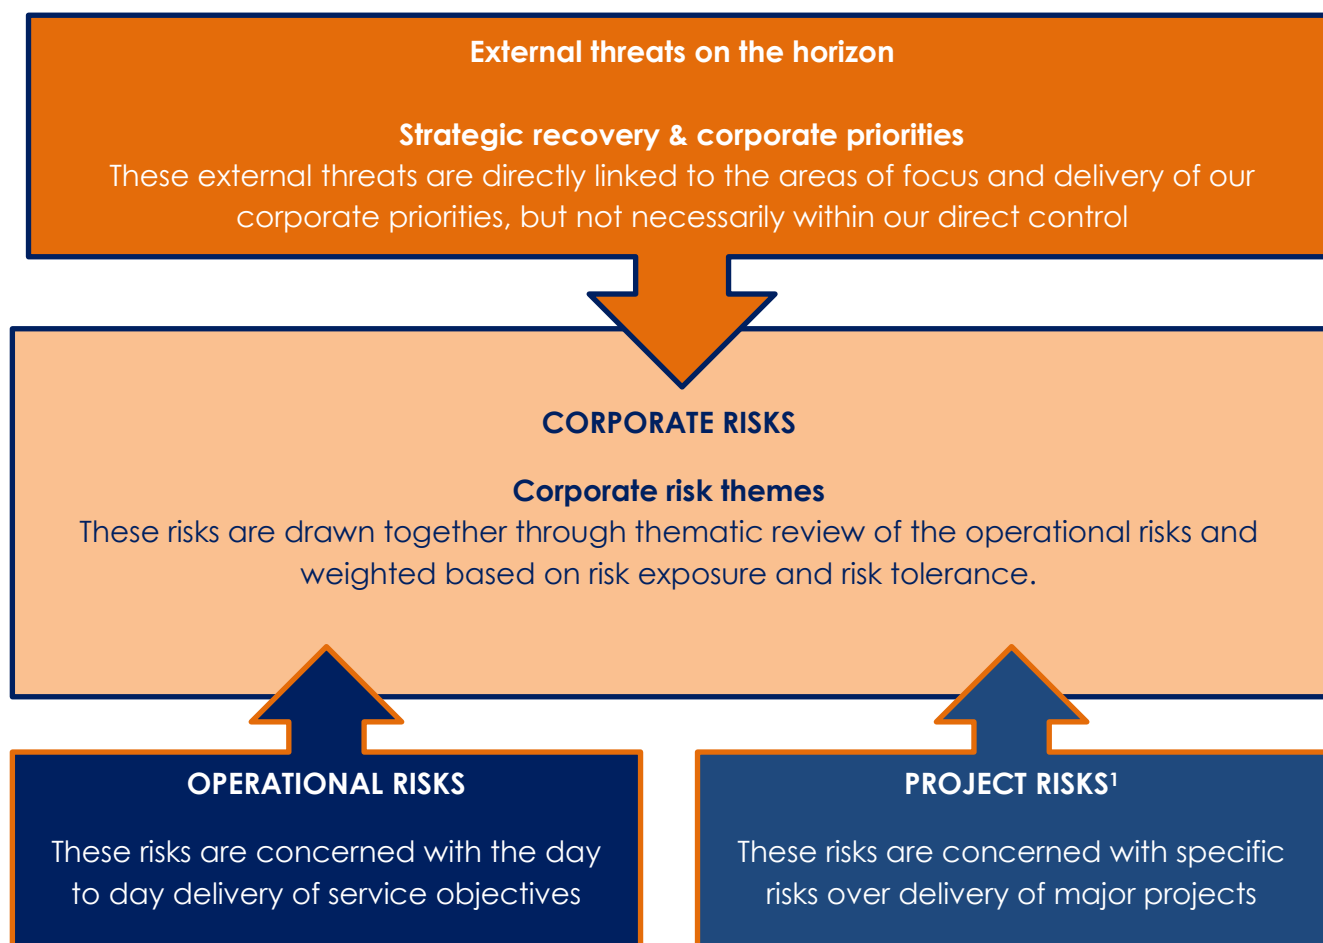 External threats on the horizon
Strategic recovery & corporate priorities
These external threats are directly linked to the areas of focus and delivery of our
corporate priorities, but not necessarily within our direct control
CORPORATE RISKS
Corporate risk themes
These risks are drawn together through thematic review of the operational risks and
weighted based on risk exposure and risk tolerance.
OPERATIONAL RISKS
These risks are concerned with the day
to day delivery of service objectives
PROJECT RISKS¹
These risks are concerned with specific
risks over delivery of major projects